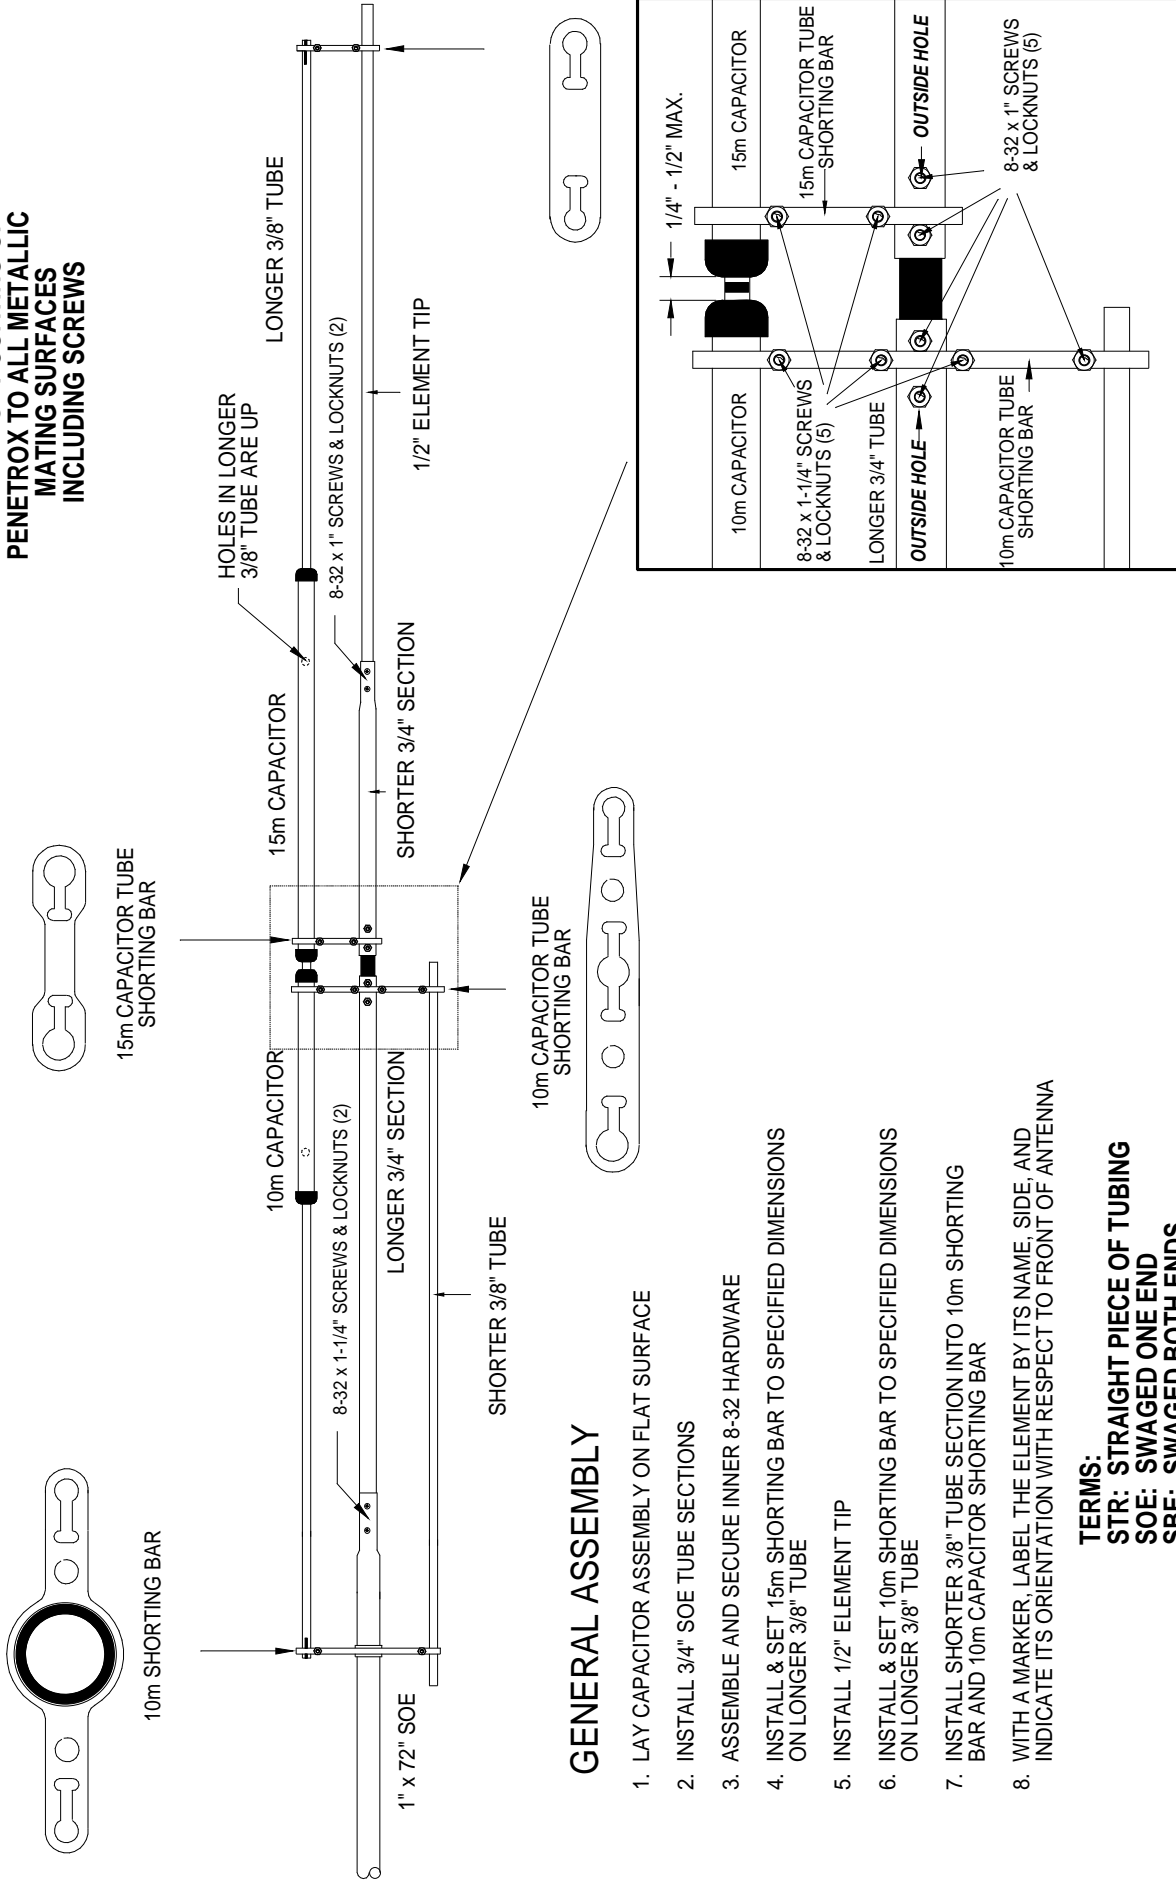 PENETROX TO ALL METALLIC
MATING SURFACES
INCLUDING SCREWS
10m SHORTING BAR
15m CAPACITOR TUBE
SHORTING BAR
HOLES IN LONGER
3/8" TUBE ARE UP
LONGER 3/8" TUBE
10m CAPACITOR
15m CAPACITOR
8-32 x 1-1/4" SCREWS & LOCKNUTS (2)
8-32 x 1" SCREWS & LOCKNUTS (2)
1" x 72" SOE
LONGER 3/4" SECTION
SHORTER 3/4" SECTION
1/2" ELEMENT TIP
SHORTER 3/8" TUBE
10m CAPACITOR TUBE
SHORTING BAR
GENERAL ASSEMBLY
1. LAY CAPACITOR ASSEMBLY ON FLAT SURFACE
2. INSTALL 3/4" SOE TUBE SECTIONS
3. ASSEMBLE AND SECURE INNER 8-32 HARDWARE
4. INSTALL & SET 15m SHORTING BAR TO SPECIFIED DIMENSIONS
ON LONGER 3/8" TUBE
5. INSTALL 1/2" ELEMENT TIP
6. INSTALL & SET 10m SHORTING BAR TO SPECIFIED DIMENSIONS
ON LONGER 3/8" TUBE
7. INSTALL SHORTER 3/8" TUBE SECTION INTO 10m SHORTING
BAR AND 10m CAPACITOR SHORTING BAR
8. WITH A MARKER, LABEL THE ELEMENT BY ITS NAME, SIDE, AND
INDICATE ITS ORIENTATION WITH RESPECT TO FRONT OF ANTENNA
TERMS:
STR: STRAIGHT PIECE OF TUBING
SOE: SWAGED ONE END
SBE: SWAGED BOTH ENDS
1/4" - 1/2" MAX.
10m CAPACITOR
15m CAPACITOR
8-32 x 1-1/4" SCREWS
& LOCKNUTS (5)
15m CAPACITOR TUBE
SHORTING BAR
LONGER 3/4" TUBE
OUTSIDE HOLE
OUTSIDE HOLE
10m CAPACITOR TUBE
SHORTING BAR
8-32 x 1" SCREWS
& LOCKNUTS (5)